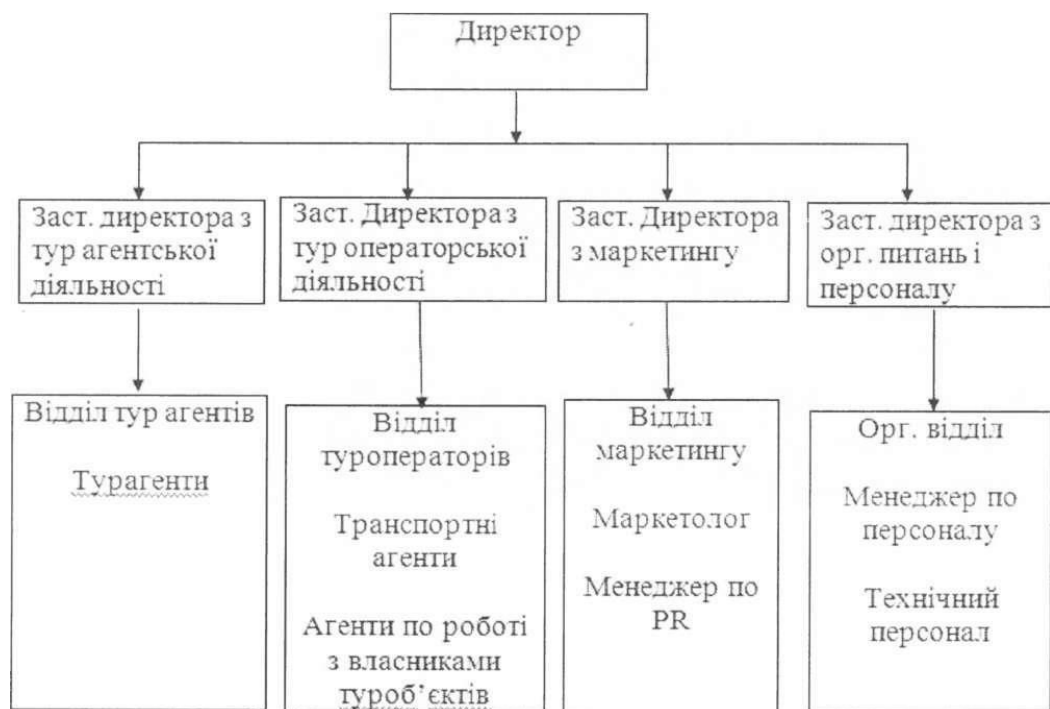 Директор
Заст. директора з
тур агентської
діяльності
Заст. Директора з
тур операторської
діяльності
Заст. Директора
з маркетингу
Заст. директора з
орг. питань і
персоналу
Відділ тур агентів
Турагенти
Відділ
туроператорів
Транспортні
агенти
Агенти по роботі
з власниками
туроб’єктів
Відділ
маркетингу
Маркетолог
Менеджер по
PR
Орг. відділ
Менеджер по
персоналу
Технічний
персонал